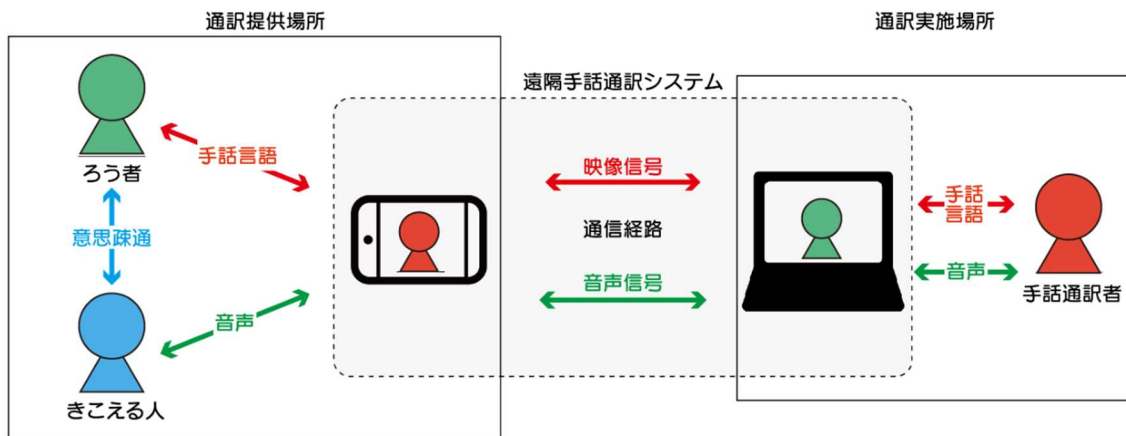 通訳提供場所
通訳実施場所
遠隔手話通訳システム
ろう者
手話言語
意思疎通
きこえる人
音声
映像信号
通信経路
音声信号
手話
言語
音声
手話通訳者